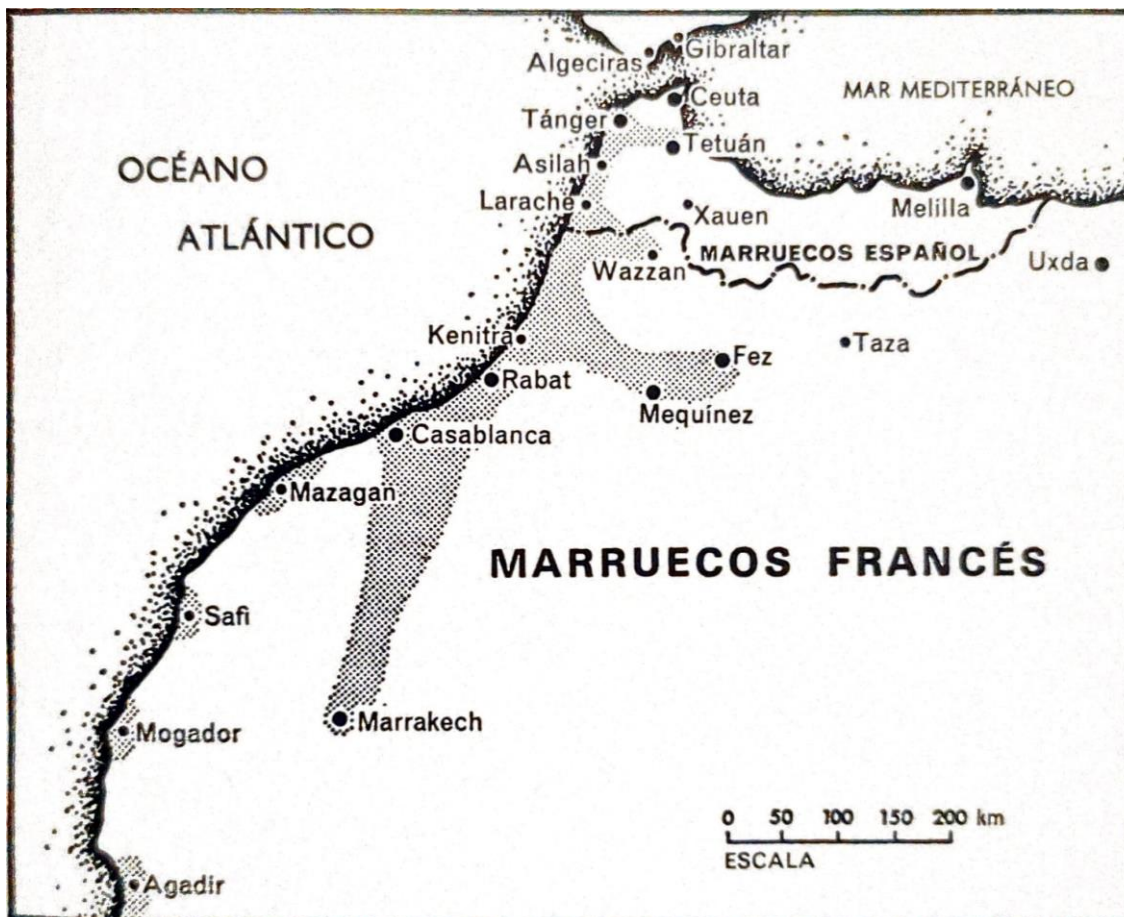 Algeciras
Gibraltar
MAR MEDITERRÁNEO
Ceuta
Tánger
Tetuán
OCÉANO
Asilah
ATLÁNTICO
Larache
Xauen
Melilla
MARRUECOS ESPAÑOL
Wazzan
Uxda
Kenitra
Taza
Fez
Rabat
Mequínez
Casablanca
Mazagan
MARRUECOS FRANCÉS
Safi
Marrakech
Mogador
0 50 100 150 200 km
ESCALA
Agadir